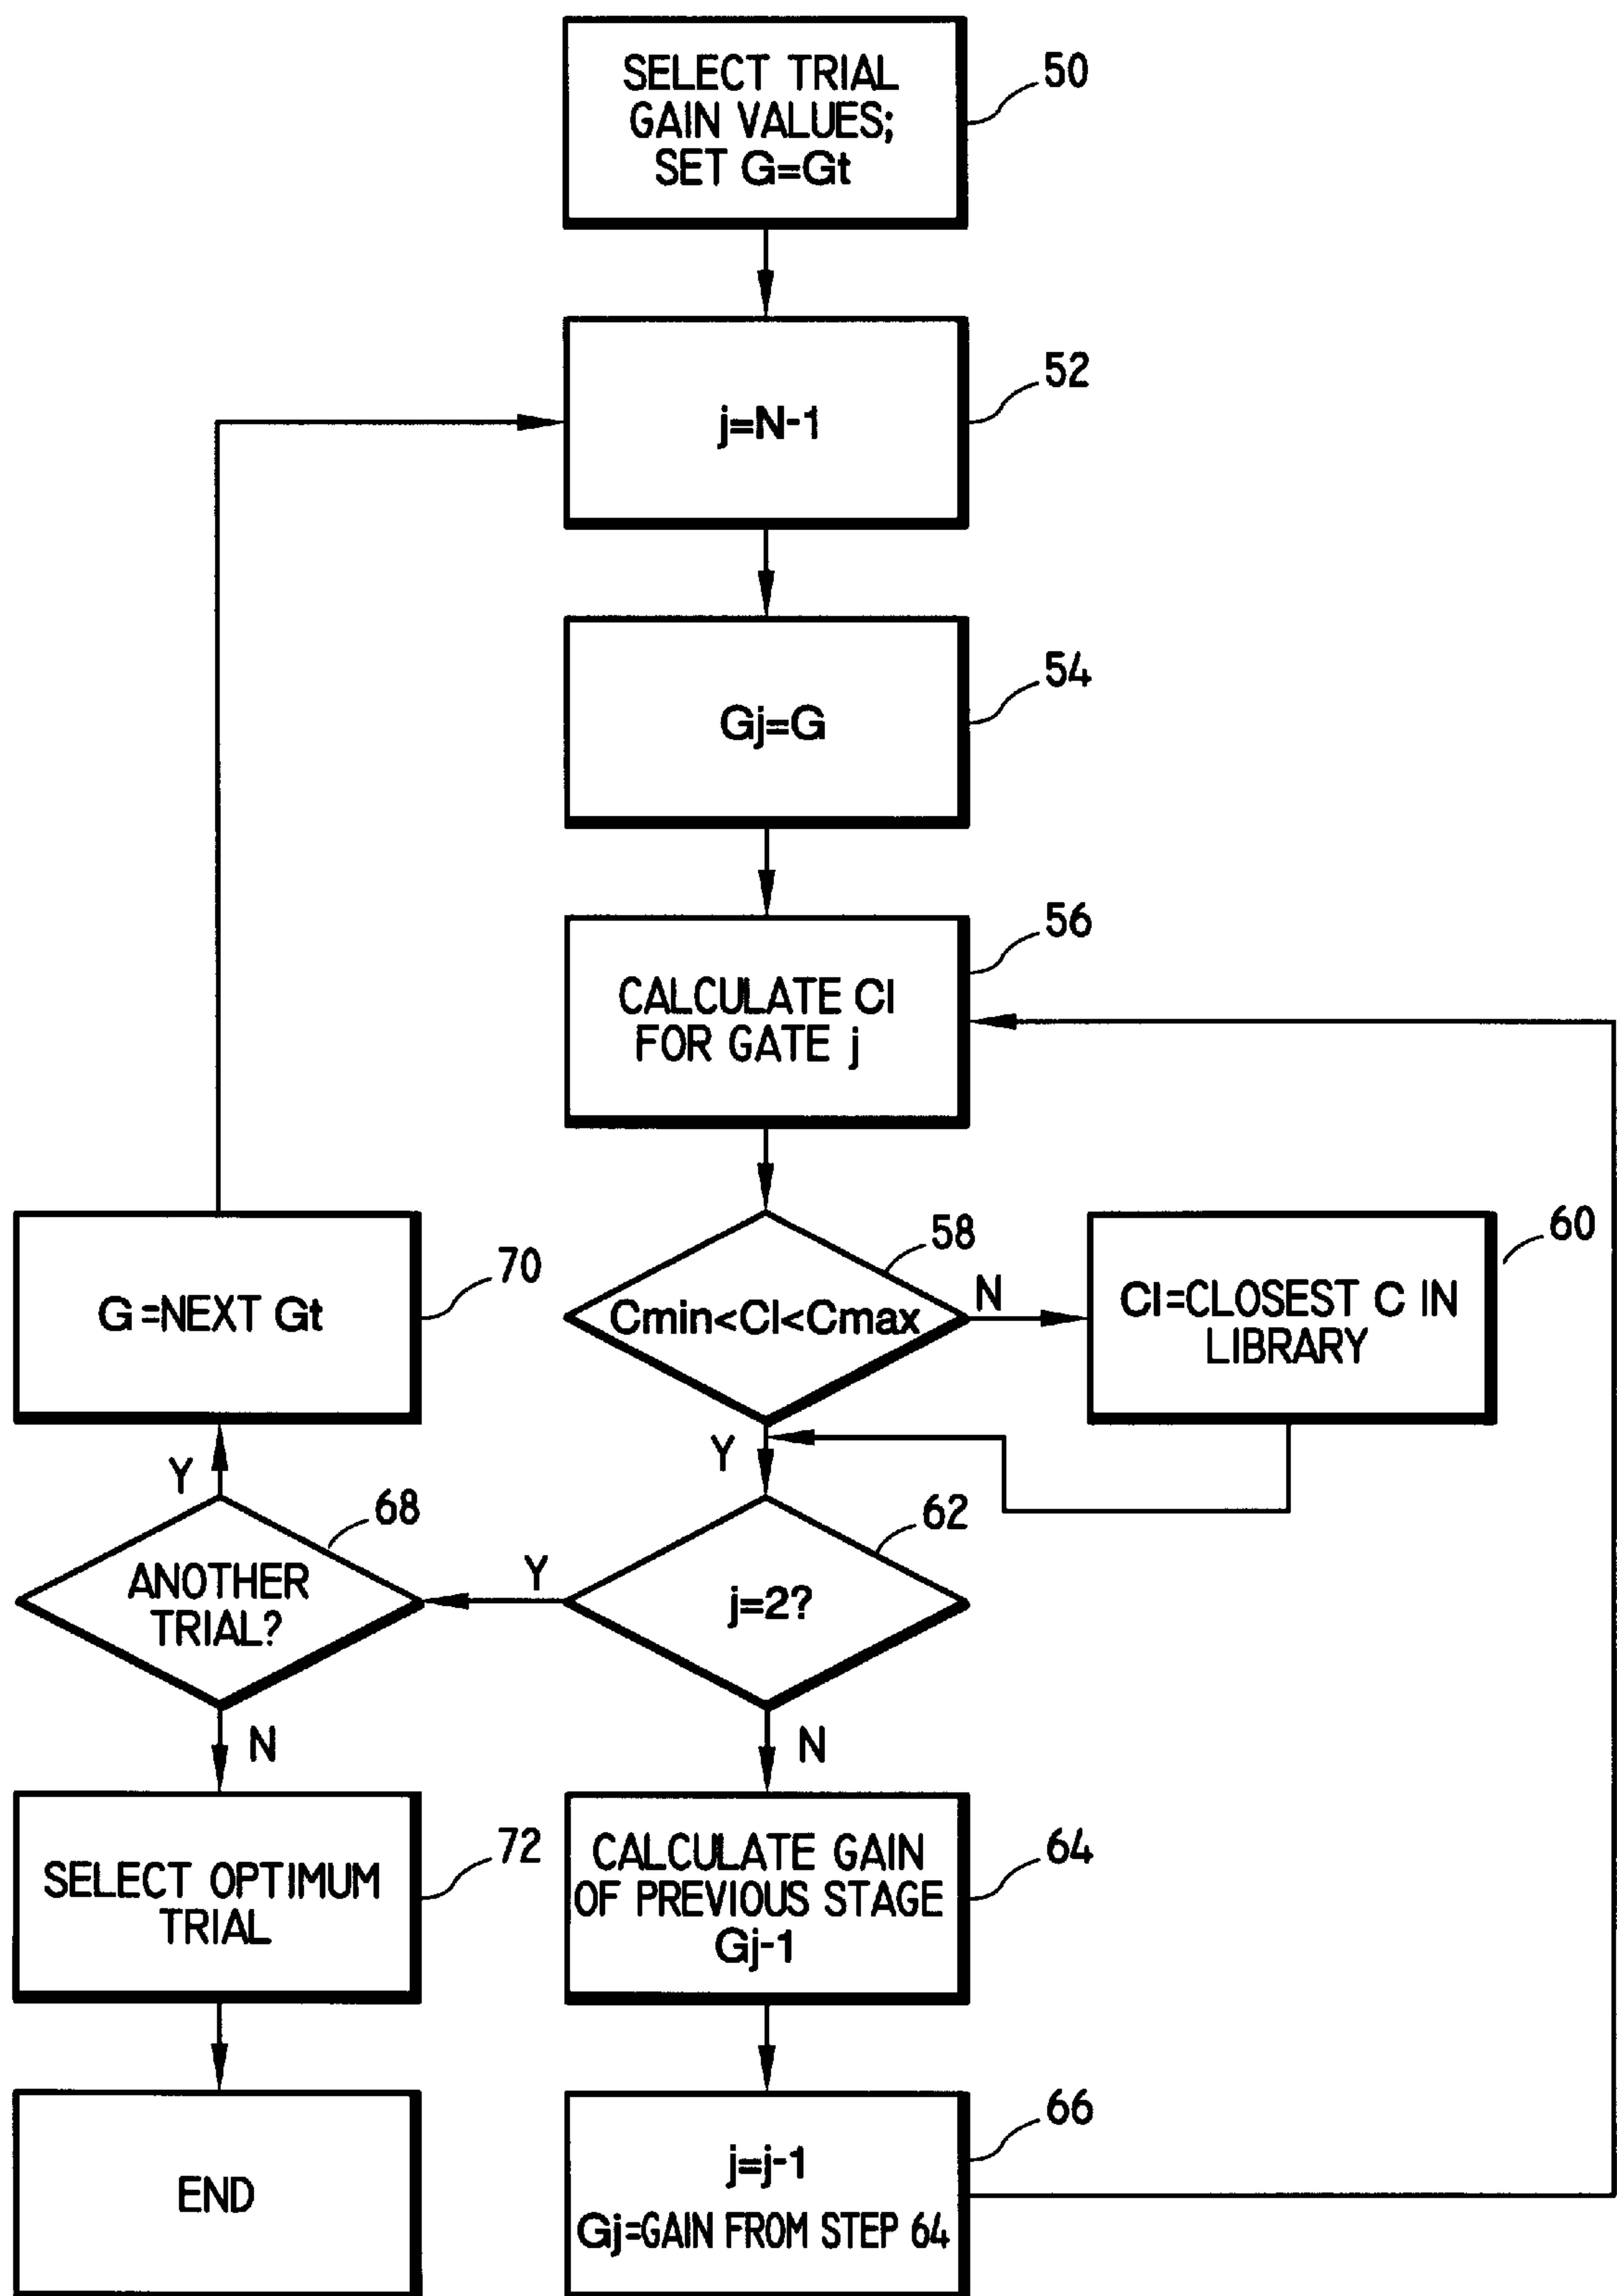 SELECT TRIAL
GAIN VALUES;
SET G=Gt
50
j=N-1
52
Gj=G
54
CALCULATE CI
FOR GATE j
56
Cmin<CI<Cmax
58
N
CI=CLOSEST C IN
LIBRARY
60
Y
G=NEXT Gt
70
Y
ANOTHER
TRIAL?
68
Y
j=2?
62
N
N
SELECT OPTIMUM
TRIAL
72
CALCULATE GAIN
OF PREVIOUS STAGE
Gj-1
64
END
j=j-1
Gj=GAIN FROM STEP 64
66